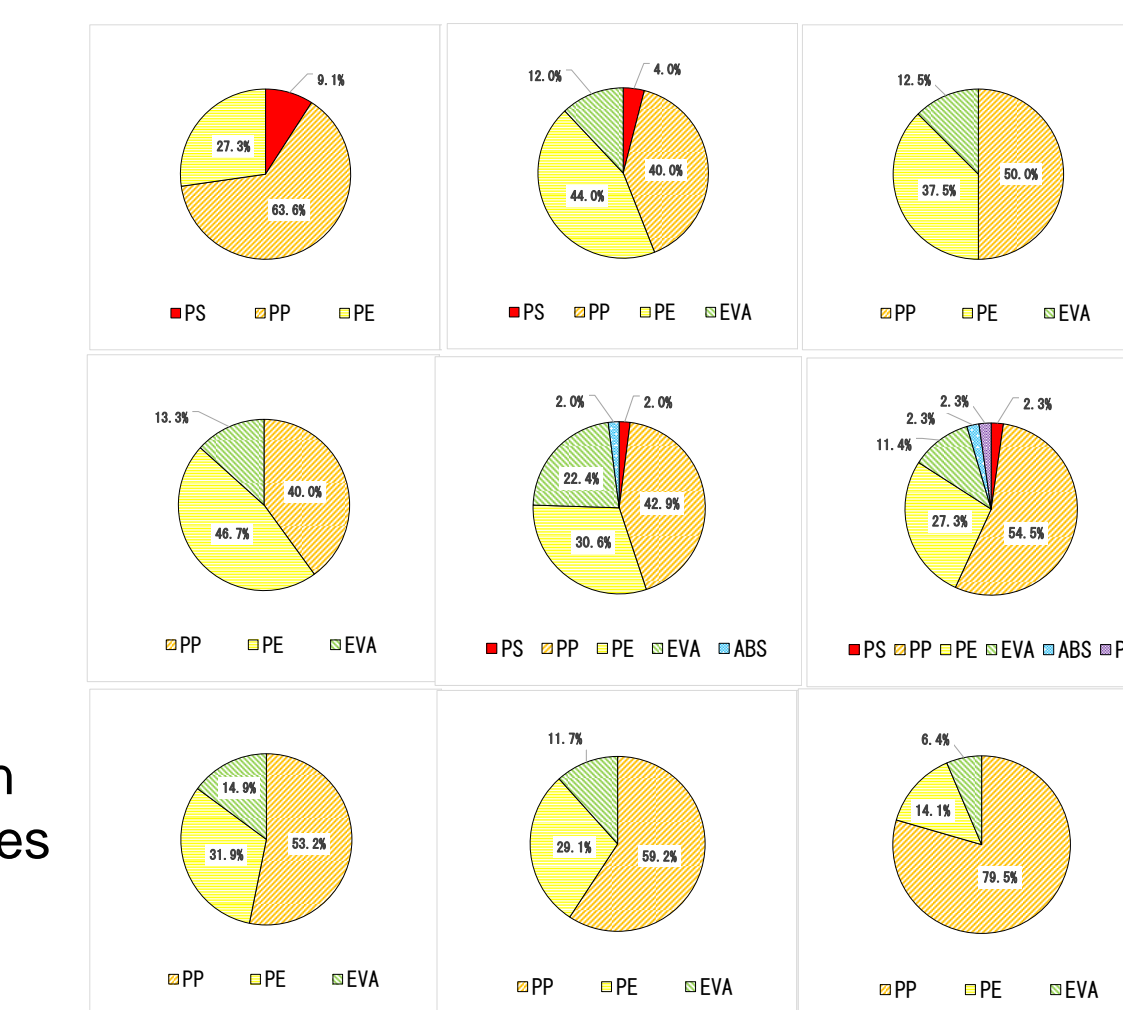 9.1%
27.3%
63.6%
PS PP PE
12.0% 4.0%
40.0%
44.0%
PS PP PE EVA
12.5%
50.0%
37.5%
PP PE EVA
13.3%
40.0%
46.7%
PP PE EVA
2.0% 2.0%
22.4%
42.9%
30.6%
PS PP PE EVA ABS
2.3% 2.3%
2.3%
11.4%
27.3%
54.5%
PS PP PE EVA ABS
n
es
14.9%
53.2%
31.9%
PP PE EVA
11.7%
29.1%
59.2%
PP PE EVA
6.4%
14.1%
79.5%
PP PE EVA